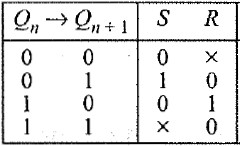 Qn → Qn + 1 S R
0 0 0 ×
0 1 1 0
1 0 0 1
1 1 × 0